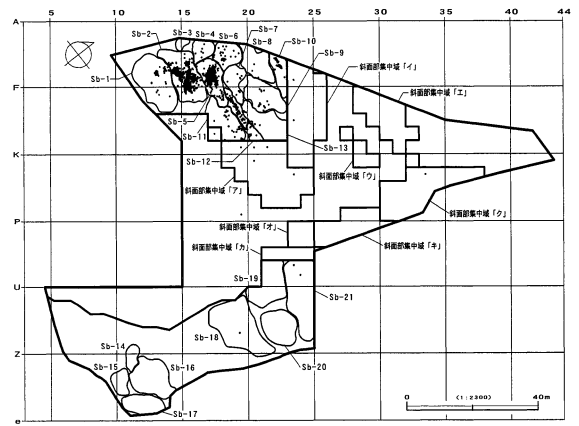 5 10 15 20 25 30 35 40 44
A
F
K
P
U
Z
e
Sb-1
Sb-2
Sb-3
Sb-4
Sb-6
Sb-7
Sb-8
Sb-10
Sb-9
斜面部集中域「イ」
斜面部集中域「エ」
Sb-5
Sb-11
Sb-12
Sb-13
斜面部集中域「ア」
斜面部集中域「ウ」
斜面部集中域「オ」
斜面部集中域「ク」
斜面部集中域「カ」
斜面部集中域「キ」
Sb-19
Sb-21
Sb-18
Sb-20
Sb-14
Sb-15
Sb-16
Sb-17
0 (1:2300) 40m